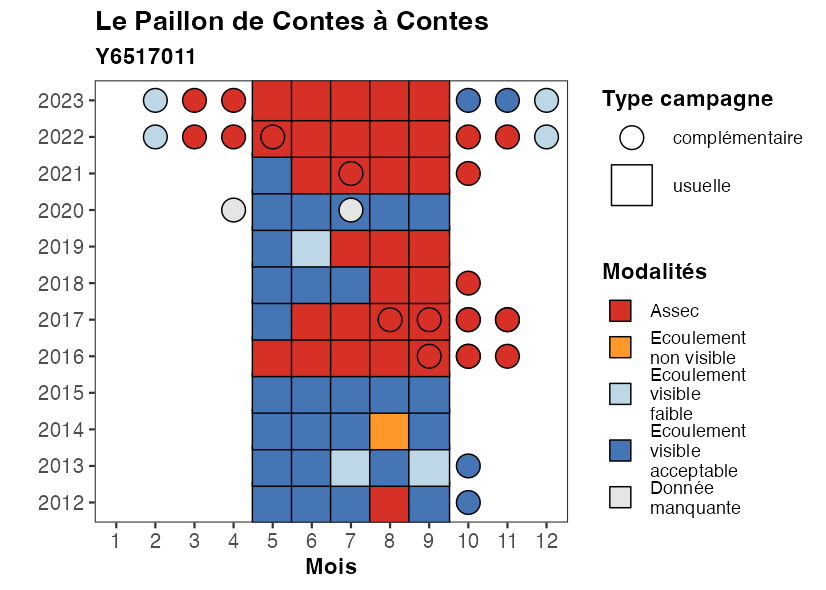 Le Paillon de Contes à Contes
Y6517011
2023
2022
2021
2020
2019
2018
2017
2016
2015
2014
2013
2012
1 2 3 4 5 6 7 8 9 10 11 12
Mois
Type campagne
complémentaire
usuelle
Modalités
Assec
Ecoulement
non visible
Ecoulement
visible
faible
Ecoulement
visible
acceptable
Donnée
manquante